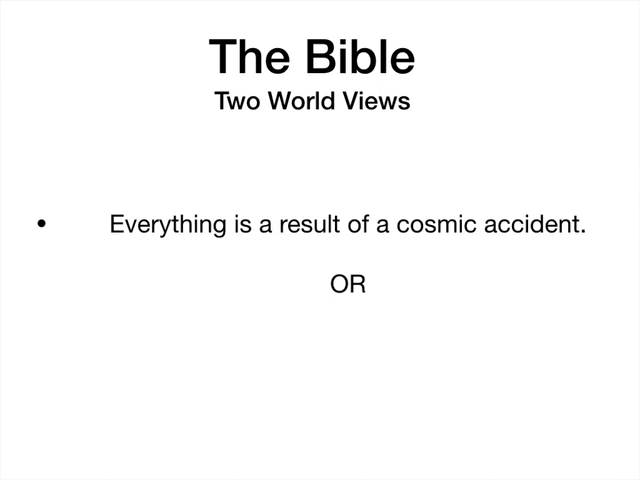 The Bible
Two World Views
• Everything is a result of a cosmic accident.
OR